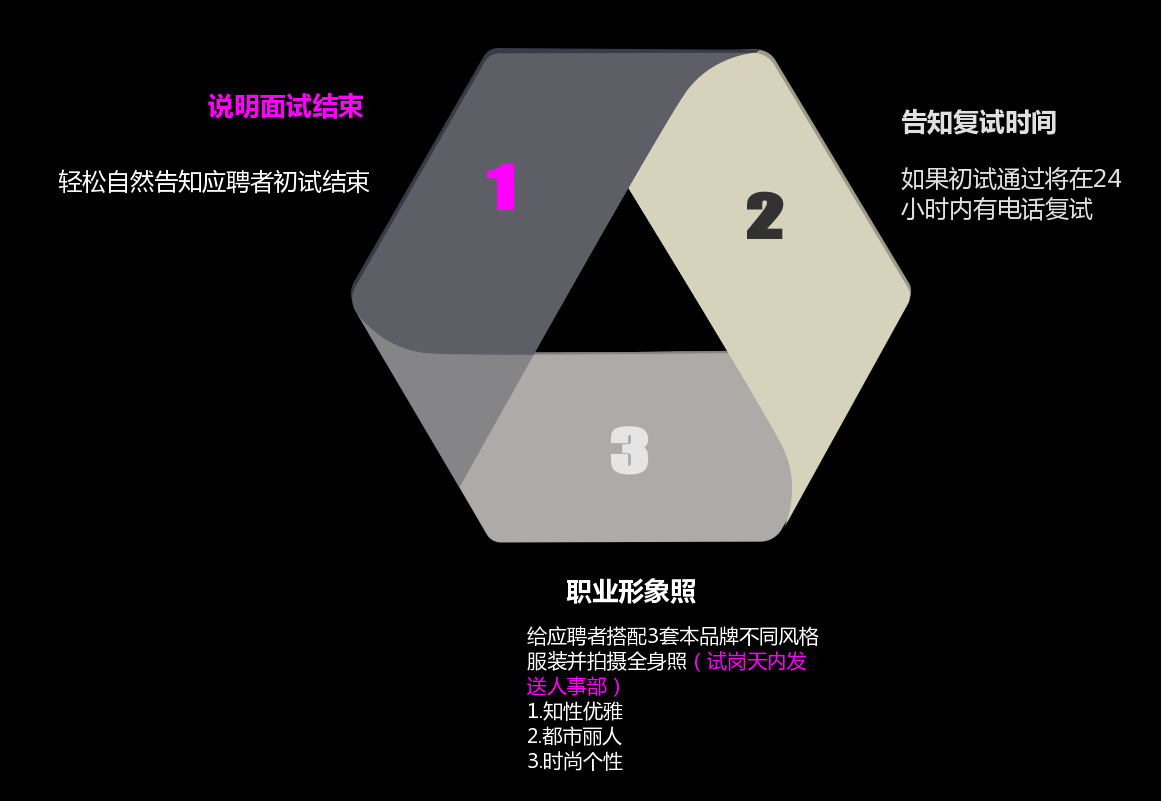 说明面试结束
轻松自然告知应聘者初试结束
1
2
告知复试时间
如果初试通过将在24
小时内有电话复试
3
职业形象照
给应聘者搭配3套本品牌不同风格
服装并拍摄全身照（试岗天内发
送人事部）
1.知性优雅
2.都市丽人
3.时尚个性